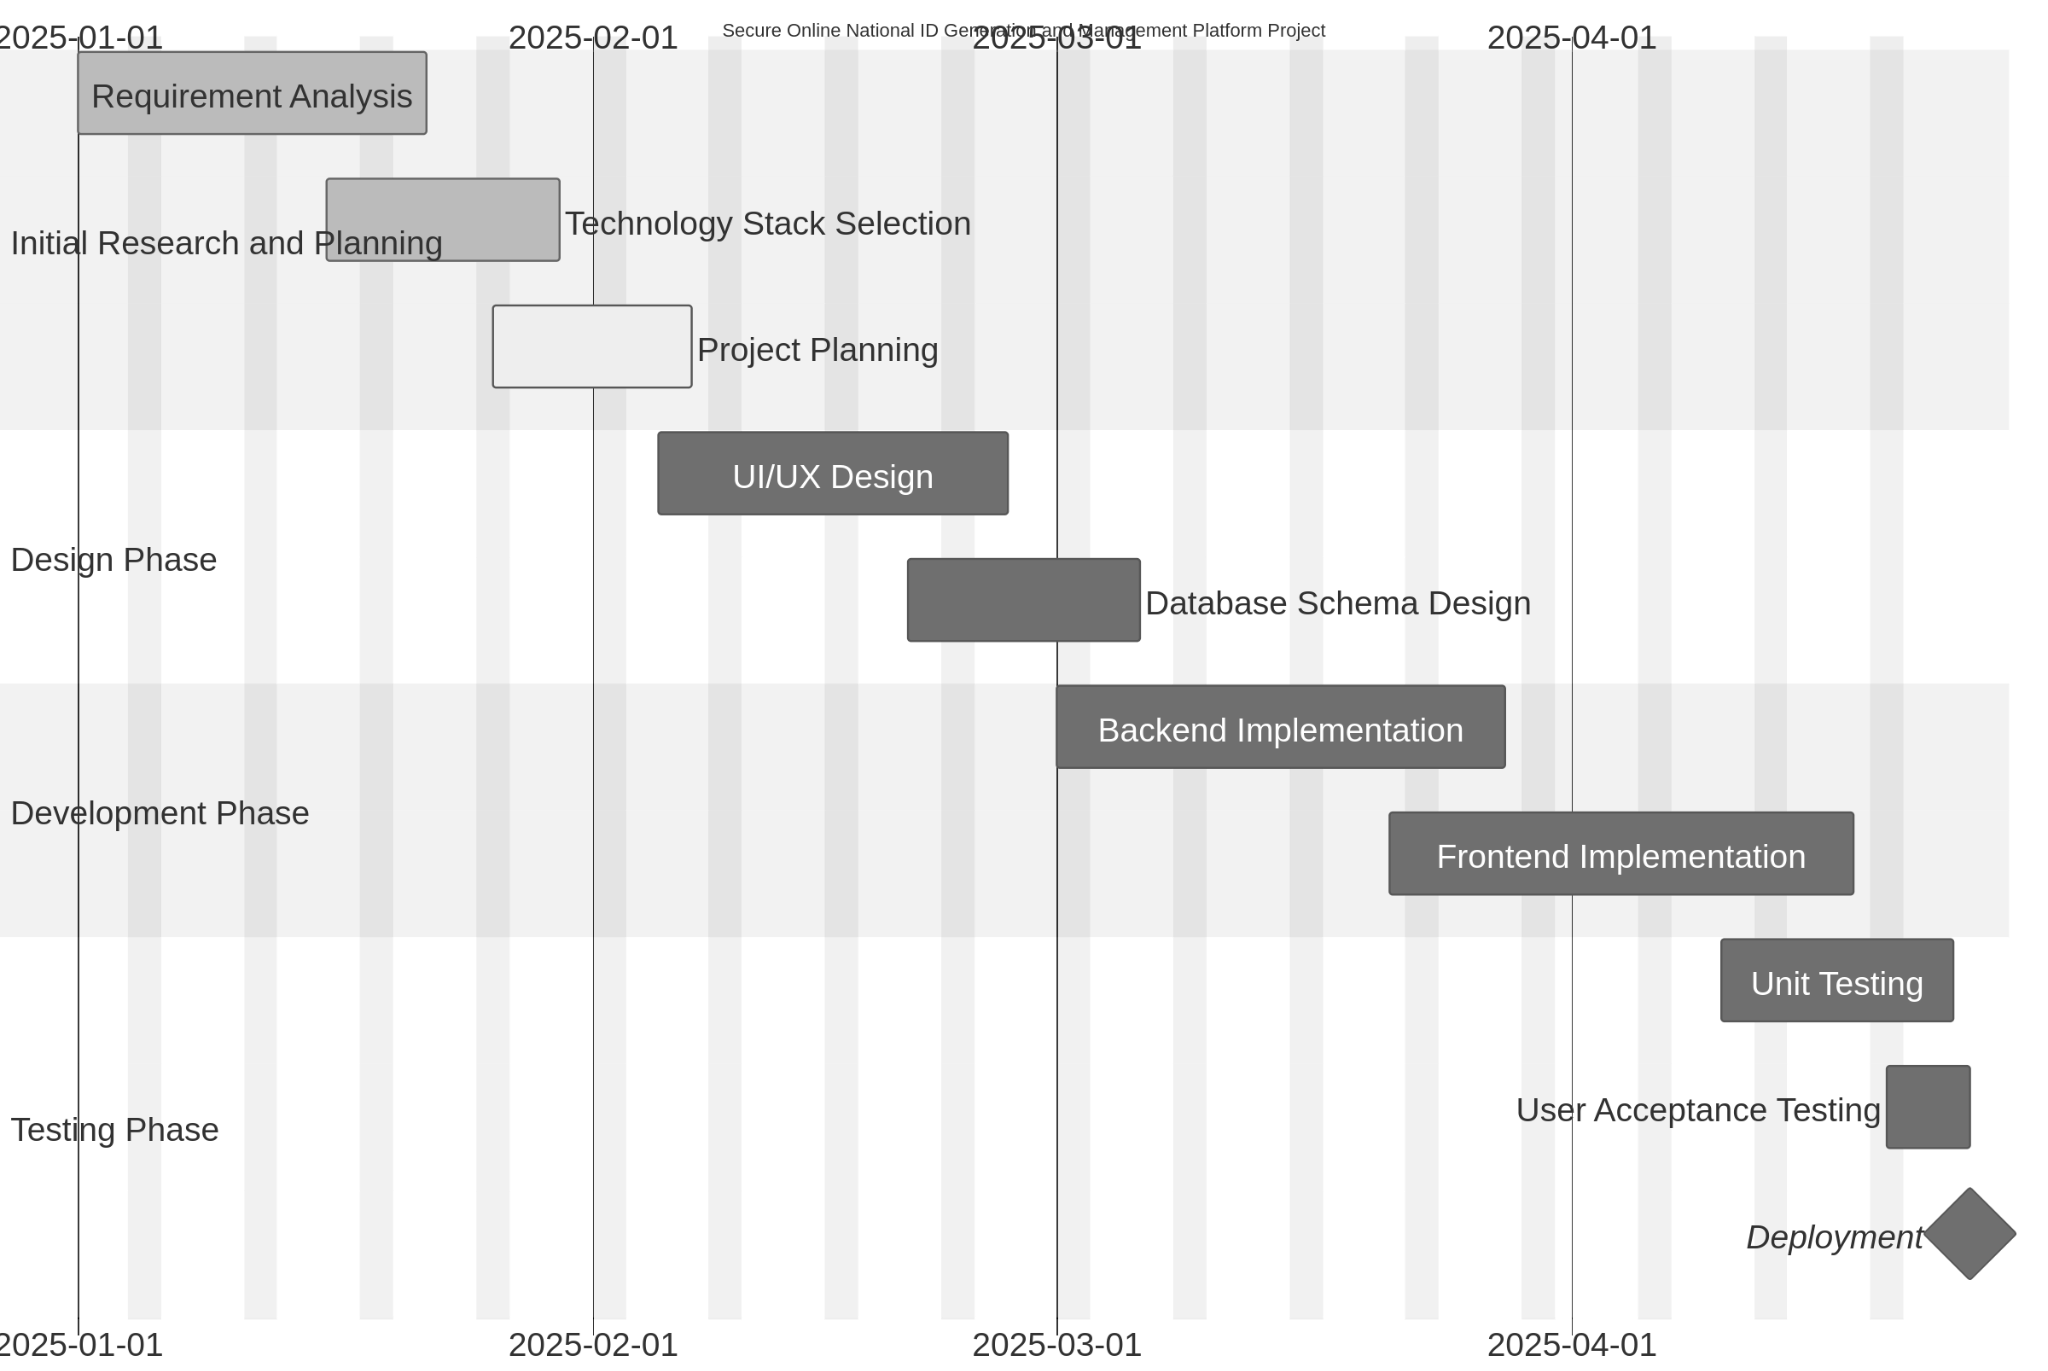 Secure Online National ID Generation and Management Platform Project
2025-01-01
2025-02-01
2025-03-01
2025-04-01
Requirement Analysis
Technology Stack Selection
Initial Research and Planning
Project Planning
UI/UX Design
Design Phase
Database Schema Design
Backend Implementation
Development Phase
Frontend Implementation
Unit Testing
User Acceptance Testing
Testing Phase
Deployment
2025-01-01
2025-02-01
2025-03-01
2025-04-01